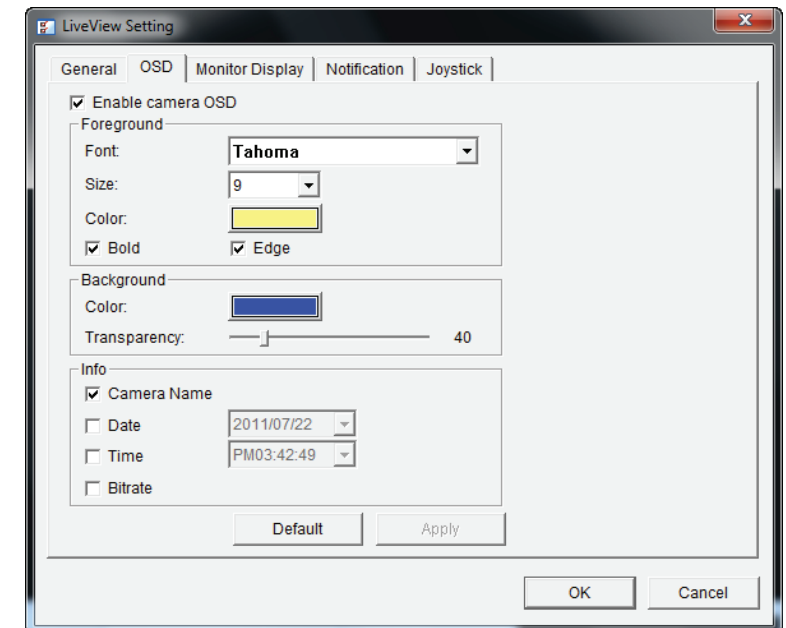 LiveView Setting
General OSD Monitor Display Notification Joystick
Enable camera OSD
Foreground
Font: Tahoma
Size: 9
Color:
Bold Edge
Background
Color:
Transparency: 40
Info
Camera Name
Date 2011/07/22
Time PM03:42:49
Bitrate
Default Apply
OK Cancel